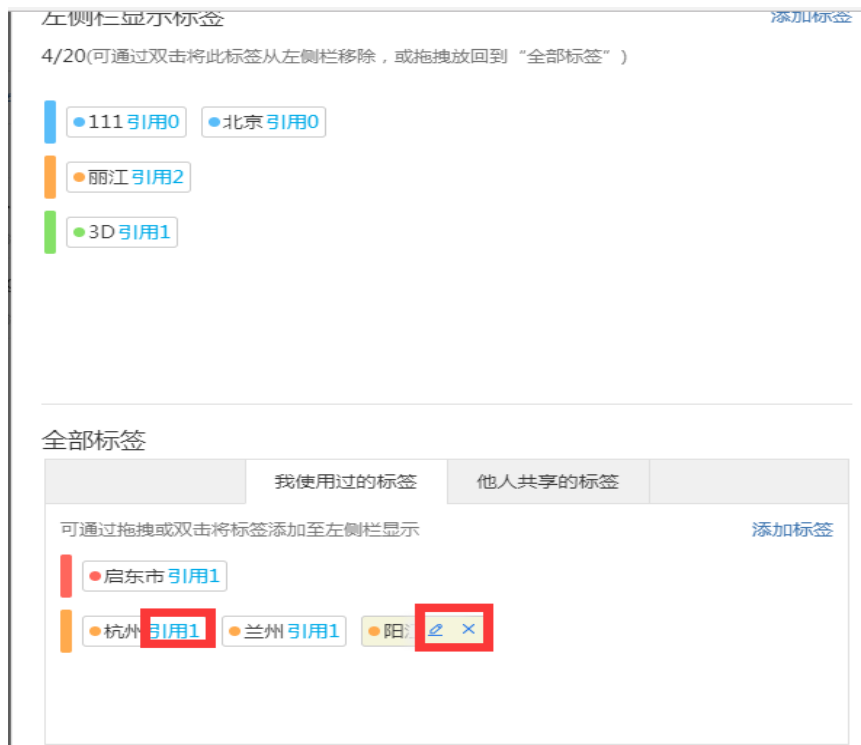 左侧栏显示标签 添加标签
4/20(可通过双击将此标签从左侧栏移除，或拖拽放回到“全部标签”)
111引用0 北京引用0
丽江引用2
3D引用1
全部标签
我使用过的标签 他人共享的标签
可通过拖拽或双击将标签添加至左侧栏显示 添加标签
启东市引用1
杭州引用1 兰州引用1 阳